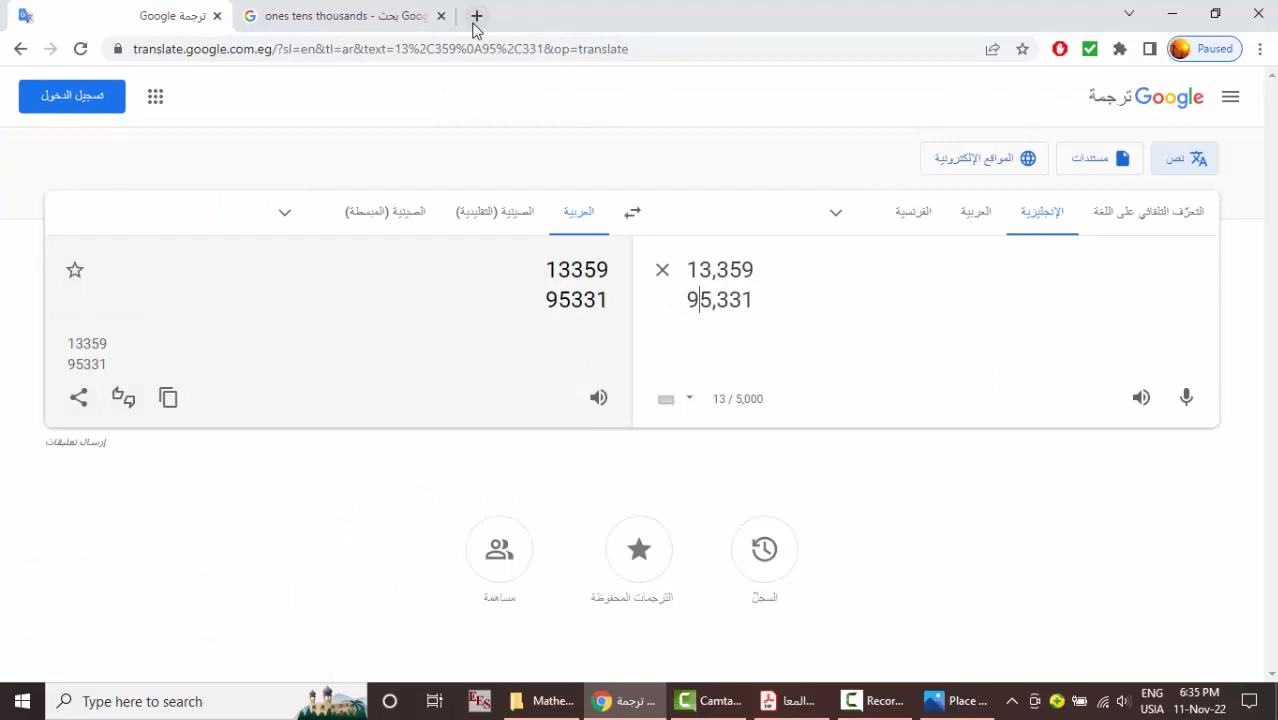 ترجمة Google
ones tens thousands - بحث Goog
translate.google.com.eg/?sl=en&tl=ar&text=13%2C359%0A95%2C331&op=translate
Paused
ترجمة Google
تسجيل الدخول
نص
مستندات
المواقع الإلكترونية
التعرّف التلقائي على اللغة
الإنجليزية
العربية
الفرنسية
العربية
الصينية (التقليدية)
الصينية (المبسطة)
13,359
95,331
13359
95331
13359
95331
13 / 5,000
إرسال تعليقات
السجلّ
الترجمات المحفوظة
مساهمة
Type here to search
Mathe...
ترجمة ...
Camta...
المعا...
Recor...
Place ...
ENG
USA
6:35 PM
11-Nov-22